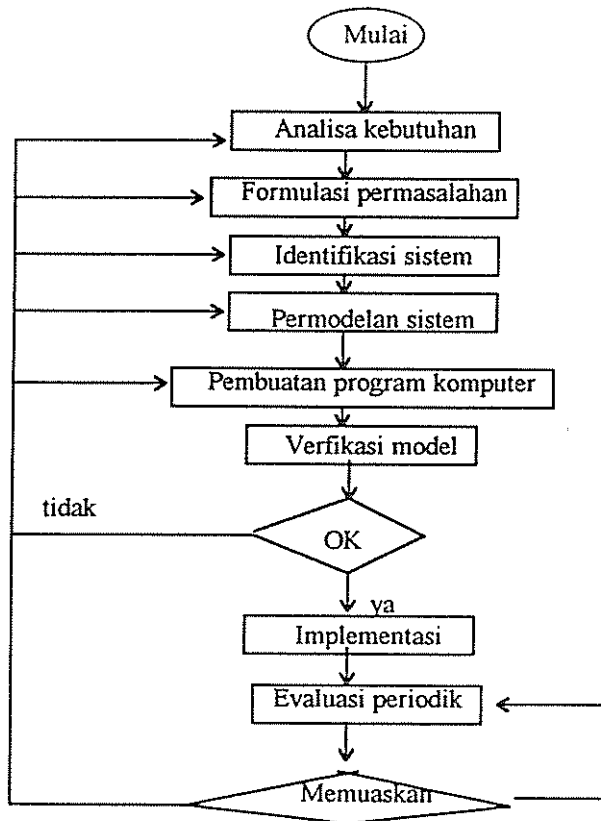 Mulai
Analisa kebutuhan
Formulasi permasalahan
Identifikasi sistem
Permodelan sistem
Pembuatan program komputer
Verfikasi model
tidak
OK
ya
Implementasi
Evaluasi periodik
Memuaskan